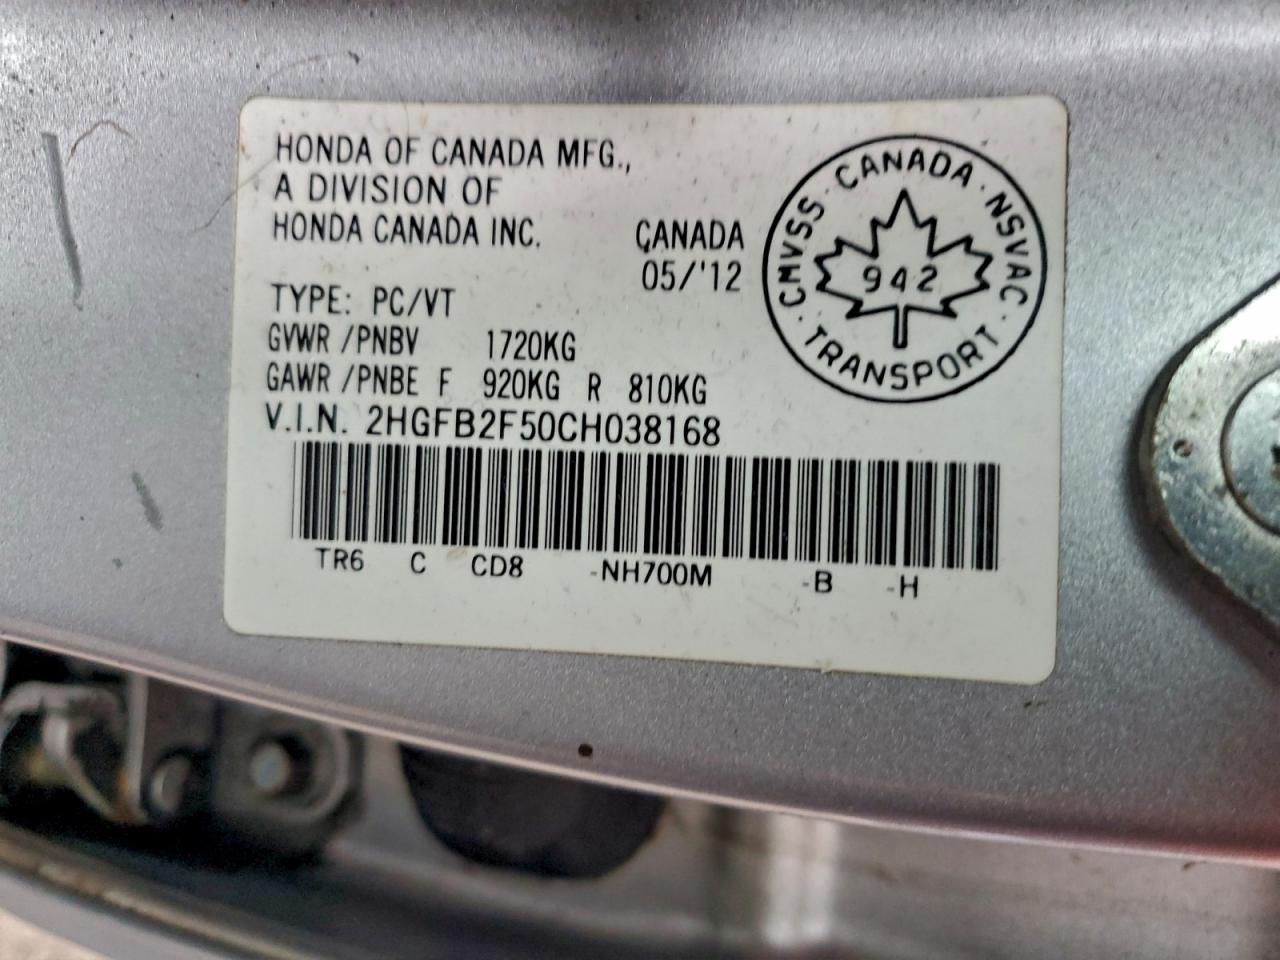 HONDA OF CANADA MFG.,
A DIVISION OF
HONDA CANADA INC.
CANADA
05/'12
CMVSS · CANADA · NSVAC · TRANSPORT ·
942
TYPE: PC/VT
GVWR /PNBV 1720KG
GAWR /PNBE F 920KG R 810KG
V.I.N. 2HGFB2F50CH038168
TR6 C CD8 -NH700M -B -H